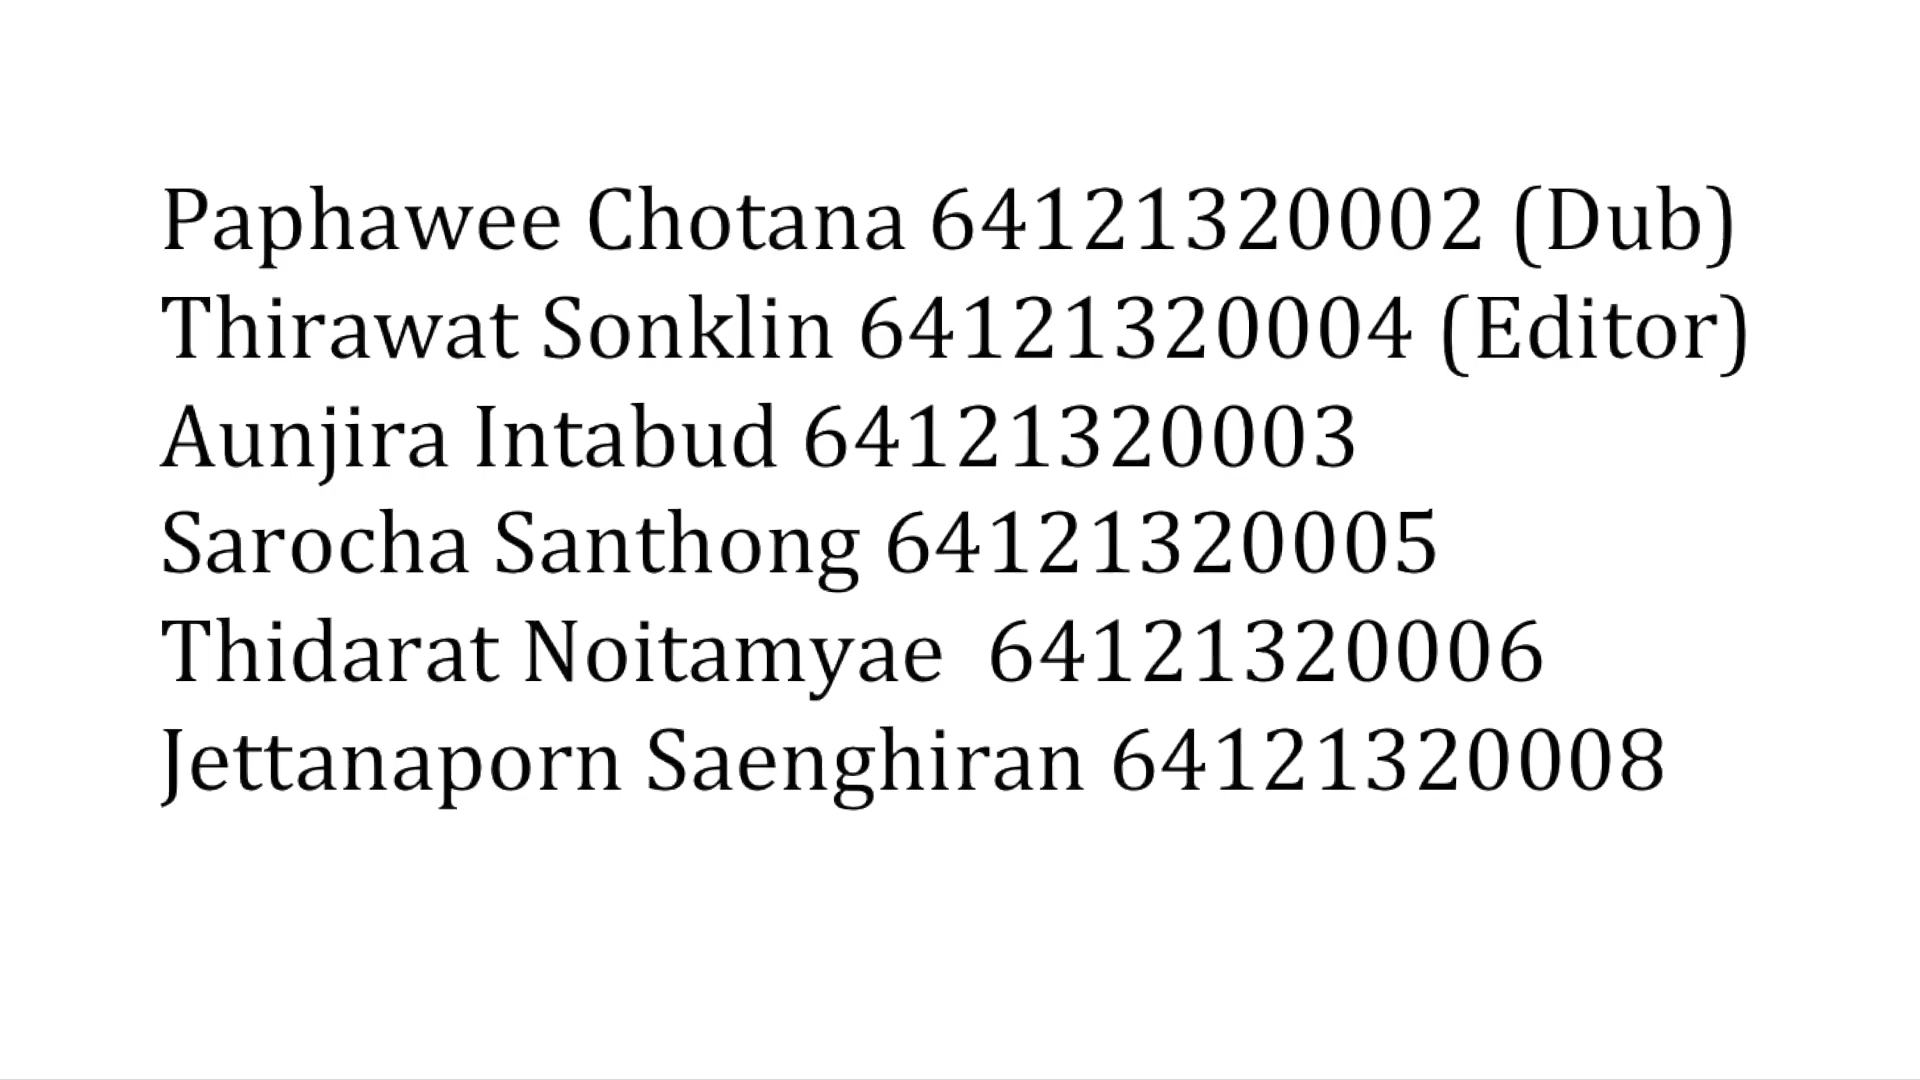 Paphawee Chotana 64121320002 (Dub)
Thirawat Sonklin 64121320004 (Editor)
Aunjira Intabud 64121320003
Sarocha Santhong 64121320005
Thidarat Noitamyae  64121320006
Jettanaporn Saenghiran 64121320008